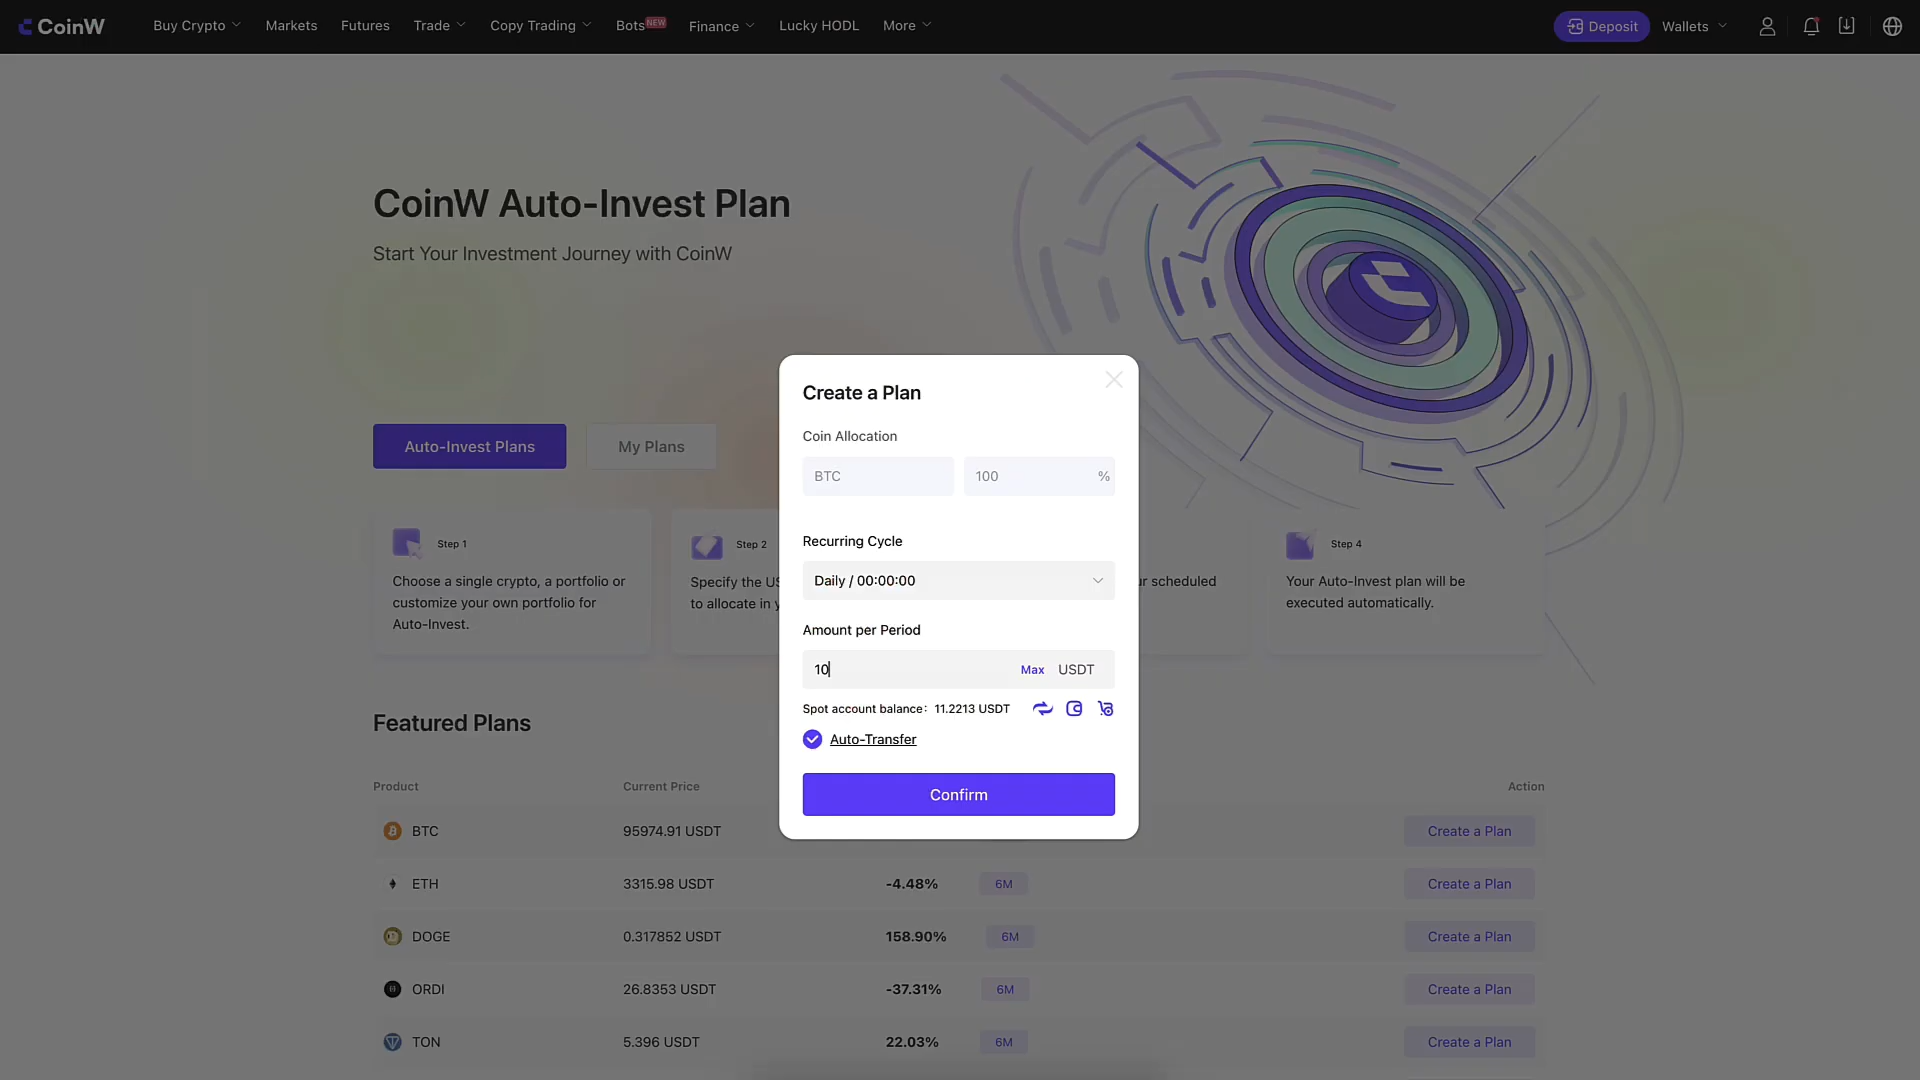 CoinW
Buy Crypto
Markets
Futures
Trade
Copy Trading
Bots NEW
Finance
Lucky HODL
More
Deposit
Wallets
CoinW Auto-Invest Plan
Start Your Investment Journey with CoinW
Auto-Invest Plans
My Plans
Step 1
Choose a single crypto, a portfolio or
customize your own portfolio for
Auto-Invest.
Step 2
Specify the US
to allocate in y
ur scheduled
Step 4
Your Auto-Invest plan will be
executed automatically.
Create a Plan
Coin Allocation
BTC
100 %
Recurring Cycle
Daily / 00:00:00
Amount per Period
10 Max USDT
Spot account balance: 11.2213 USDT
Auto-Transfer
Confirm
Featured Plans
Product Current Price Action
BTC 95974.91 USDT Create a Plan
ETH 3315.98 USDT -4.48% 6M Create a Plan
DOGE 0.317852 USDT 158.90% 6M Create a Plan
ORDI 26.8353 USDT -37.31% 6M Create a Plan
TON 5.396 USDT 22.03% 6M Create a Plan